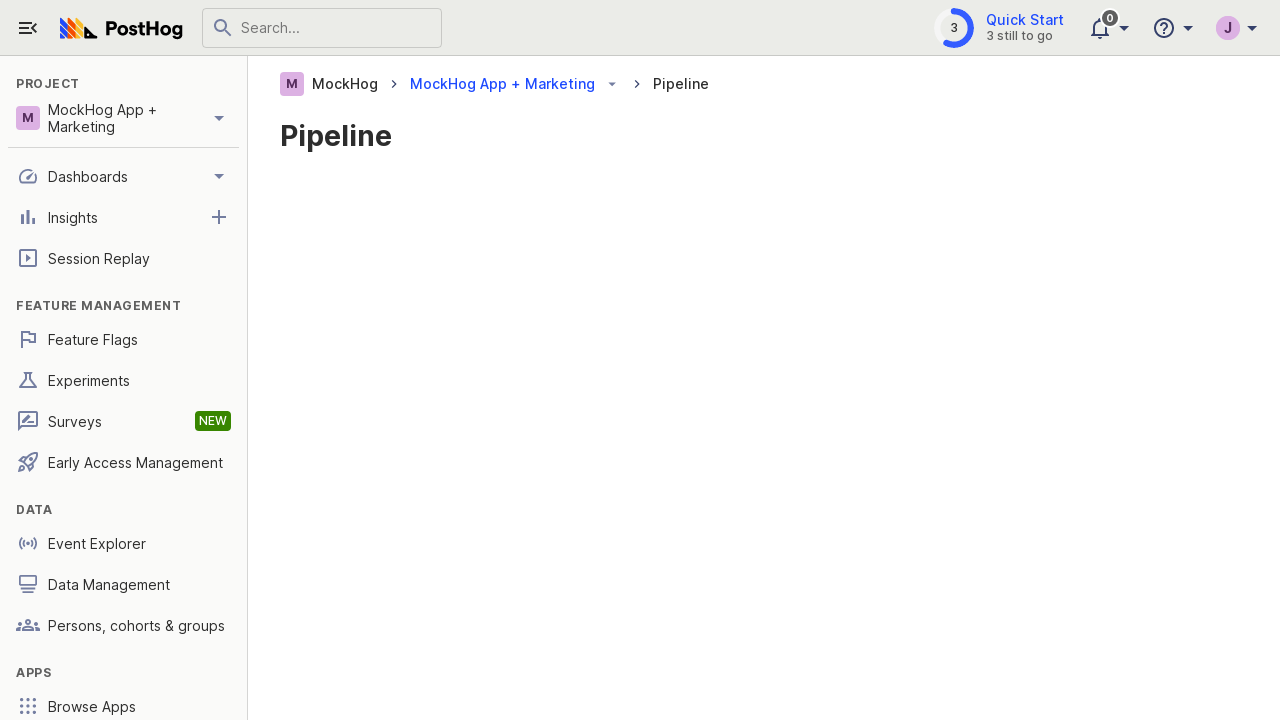 PostHog
Search...
3
Quick Start
3 still to go
0
J
PROJECT
M
MockHog App +
Marketing
Dashboards
Insights
Session Replay
FEATURE MANAGEMENT
Feature Flags
Experiments
Surveys
NEW
Early Access Management
DATA
Event Explorer
Data Management
Persons, cohorts & groups
APPS
Browse Apps
M MockHog
MockHog App + Marketing
Pipeline
Pipeline